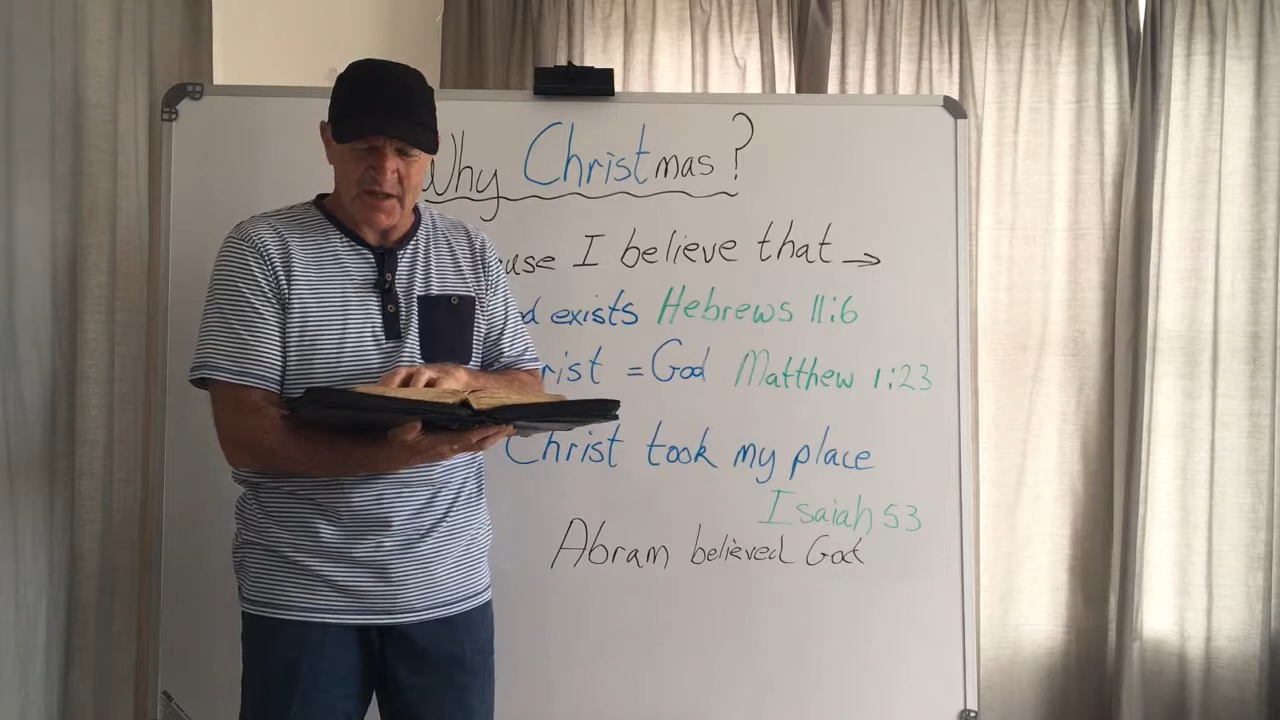 Why Christmas?
use I believe that →
d exists Hebrews 11:6
rist = God Matthew 1:23
Christ took my place
Isaiah 53
Abram believed God